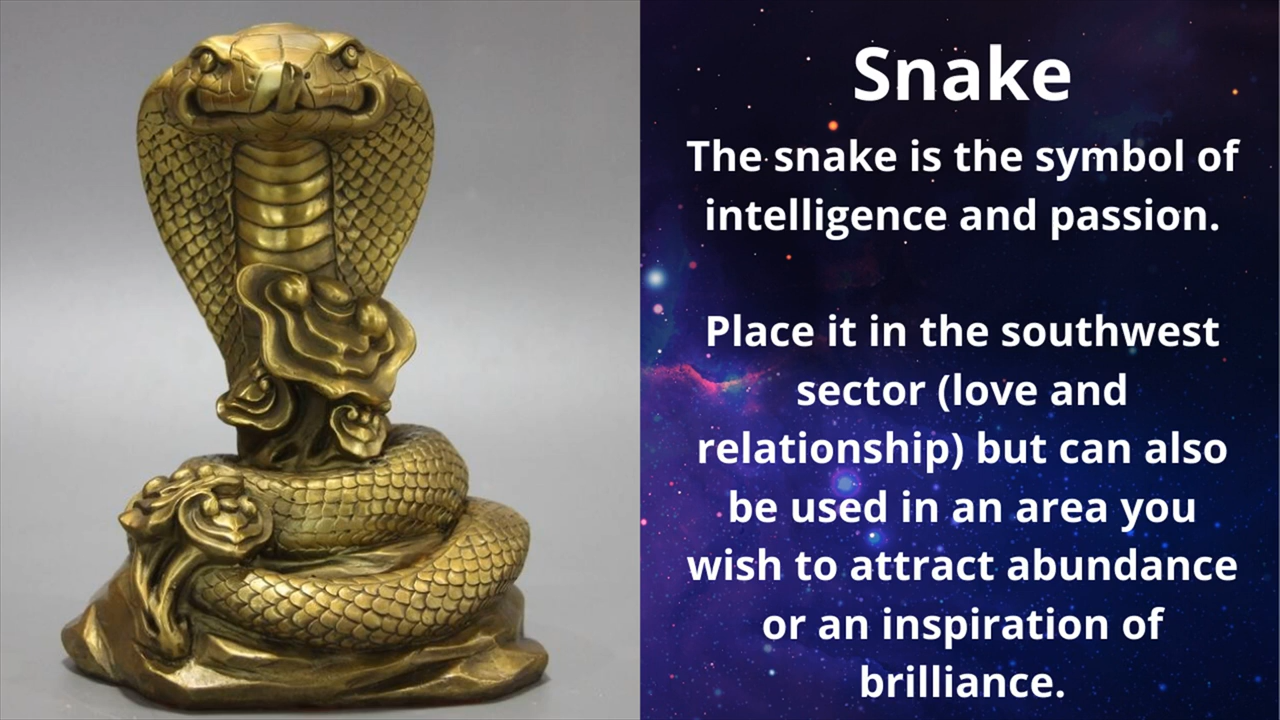 Snake
The snake is the symbol of
intelligence and passion.
Place it in the southwest
sector (love and
relationship) but can also
be used in an area you
wish to attract abundance
or an inspiration of
brilliance.